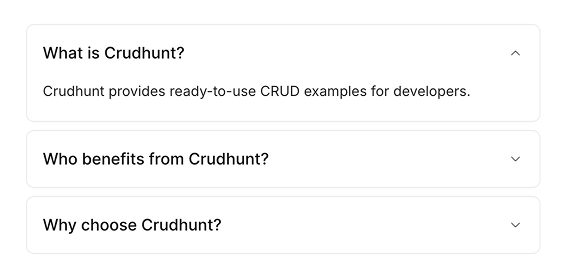 What is Crudhunt?
Crudhunt provides ready-to-use CRUD examples for developers.
Who benefits from Crudhunt?
Why choose Crudhunt?